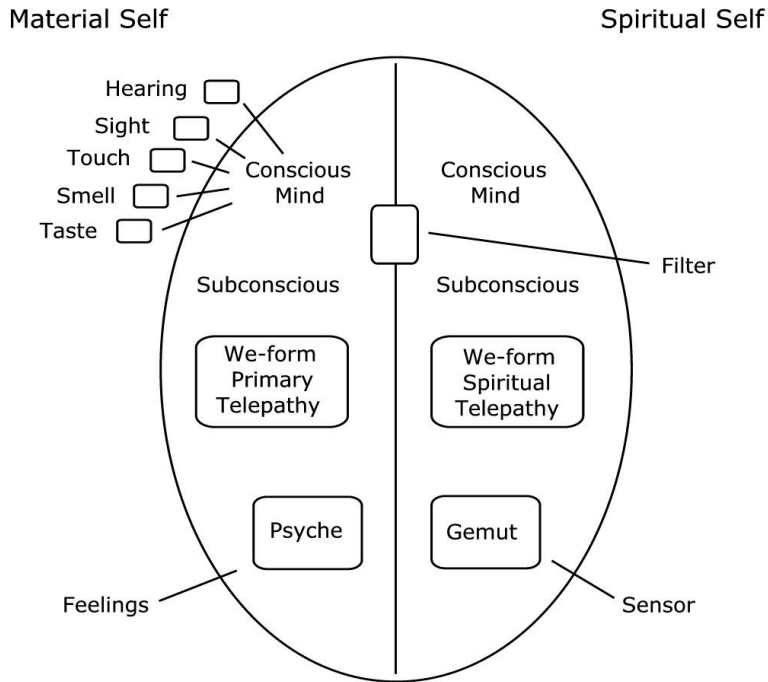 Material Self
Spiritual Self
Hearing
Sight
Touch
Smell
Taste
Conscious
Mind
Conscious
Mind
Filter
Subconscious
Subconscious
We-form
Primary
Telepathy
We-form
Spiritual
Telepathy
Psyche
Gemut
Feelings
Sensor